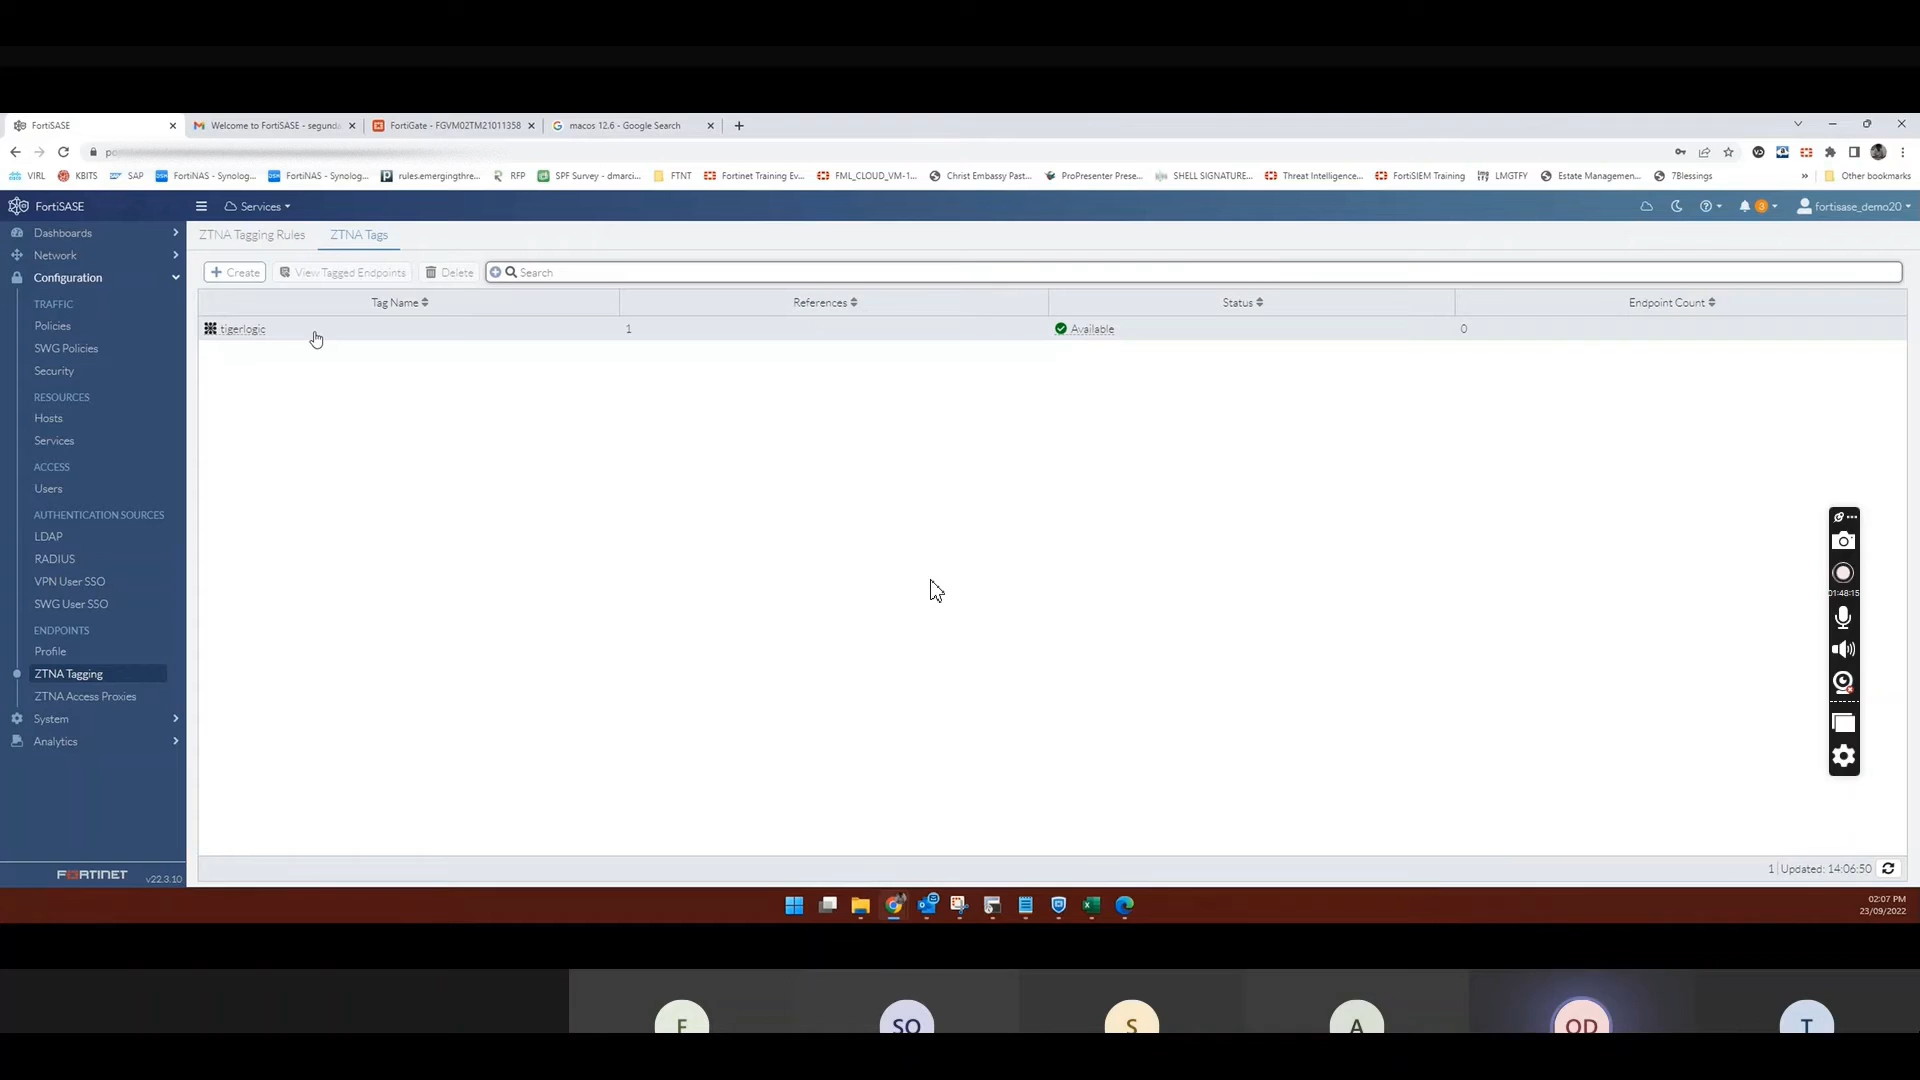 FortiSASE
Welcome to FortiSASE - segunda
FortiGate - FGVM02TM21011358
macos 12.6 - Google Search
VIRL
KBITS
SAP
FortiNAS - Synolog...
FortiNAS - Synolog...
rules.emergingthre...
RFP
SPF Survey - dmarci...
FTNT
Fortinet Training Ev...
FML_CLOUD_VM-1...
Christ Embassy Past...
ProPresenter Prese...
SHELL SIGNATURE...
Threat Intelligence...
FortiSIEM Training
LMGTFY
Estate Managemen...
7Blessings
»
Other bookmarks
FortiSASE
Services
3
fortisase_demo20
Dashboards
Network
Configuration
TRAFFIC
Policies
SWG Policies
Security
RESOURCES
Hosts
Services
ACCESS
Users
AUTHENTICATION SOURCES
LDAP
RADIUS
VPN User SSO
SWG User SSO
ENDPOINTS
Profile
ZTNA Tagging
ZTNA Access Proxies
System
Analytics
FORTINET v22.3.10
ZTNA Tagging Rules ZTNA Tags
+ Create View Tagged Endpoints Delete Search
Tag Name References Status Endpoint Count
tigerlogic 1 Available 0
01:48:15
1 Updated: 14:06:50
02:07 PM
23/09/2022
SO
S
A
OD
T